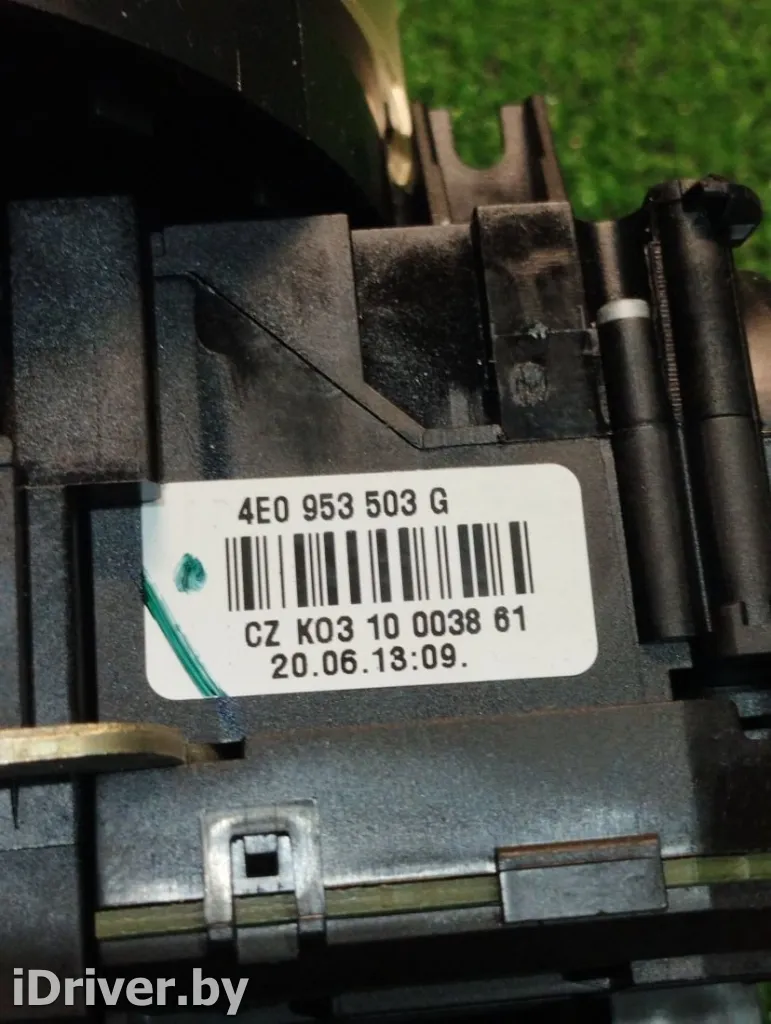 4E0 953 503 G
CZ K03 10 0038 61
20.06.13:09.
iDriver.by